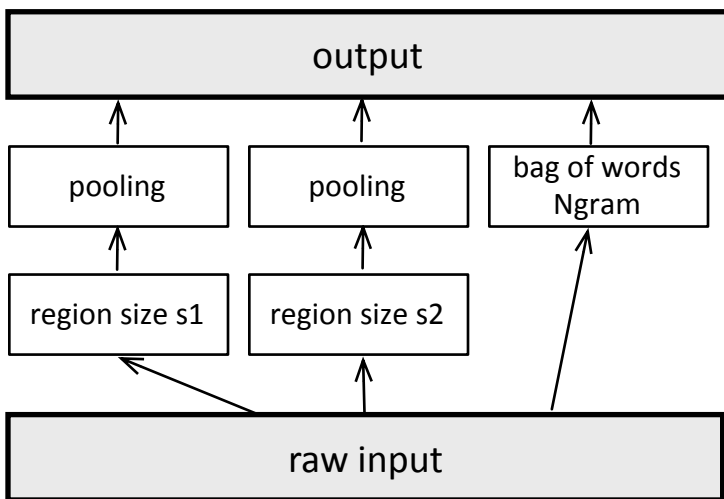 output
pooling
pooling
bag of words
Ngram
region size s1
region size s2
raw input